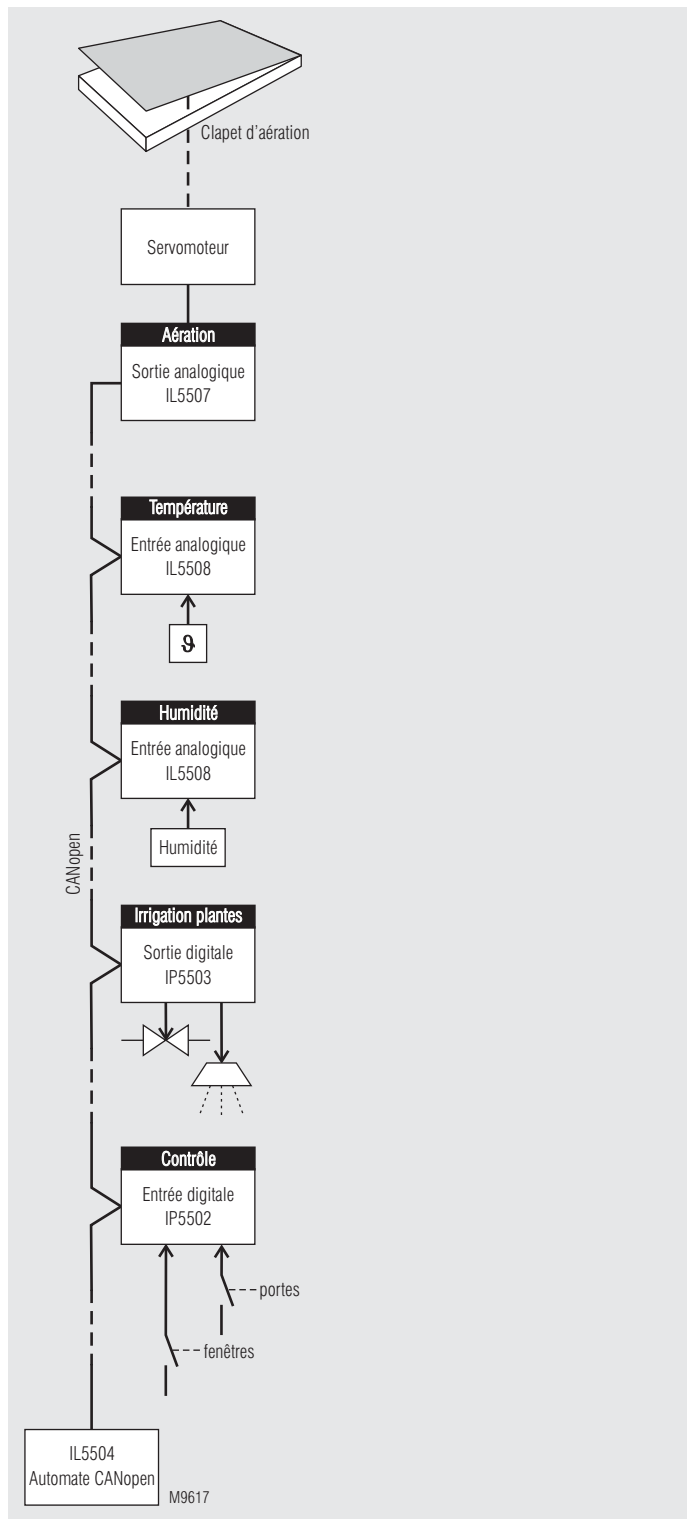 Clapet d'aération
Servomoteur
Aération
Sortie analogique
IL5507
Température
Entrée analogique
IL5508
ϑ
Humidité
Entrée analogique
IL5508
Humidité
CANopen
Irrigation plantes
Sortie digitale
IP5503
Contrôle
Entrée digitale
IP5502
portes
fenêtres
IL5504
Automate CANopen
M9617